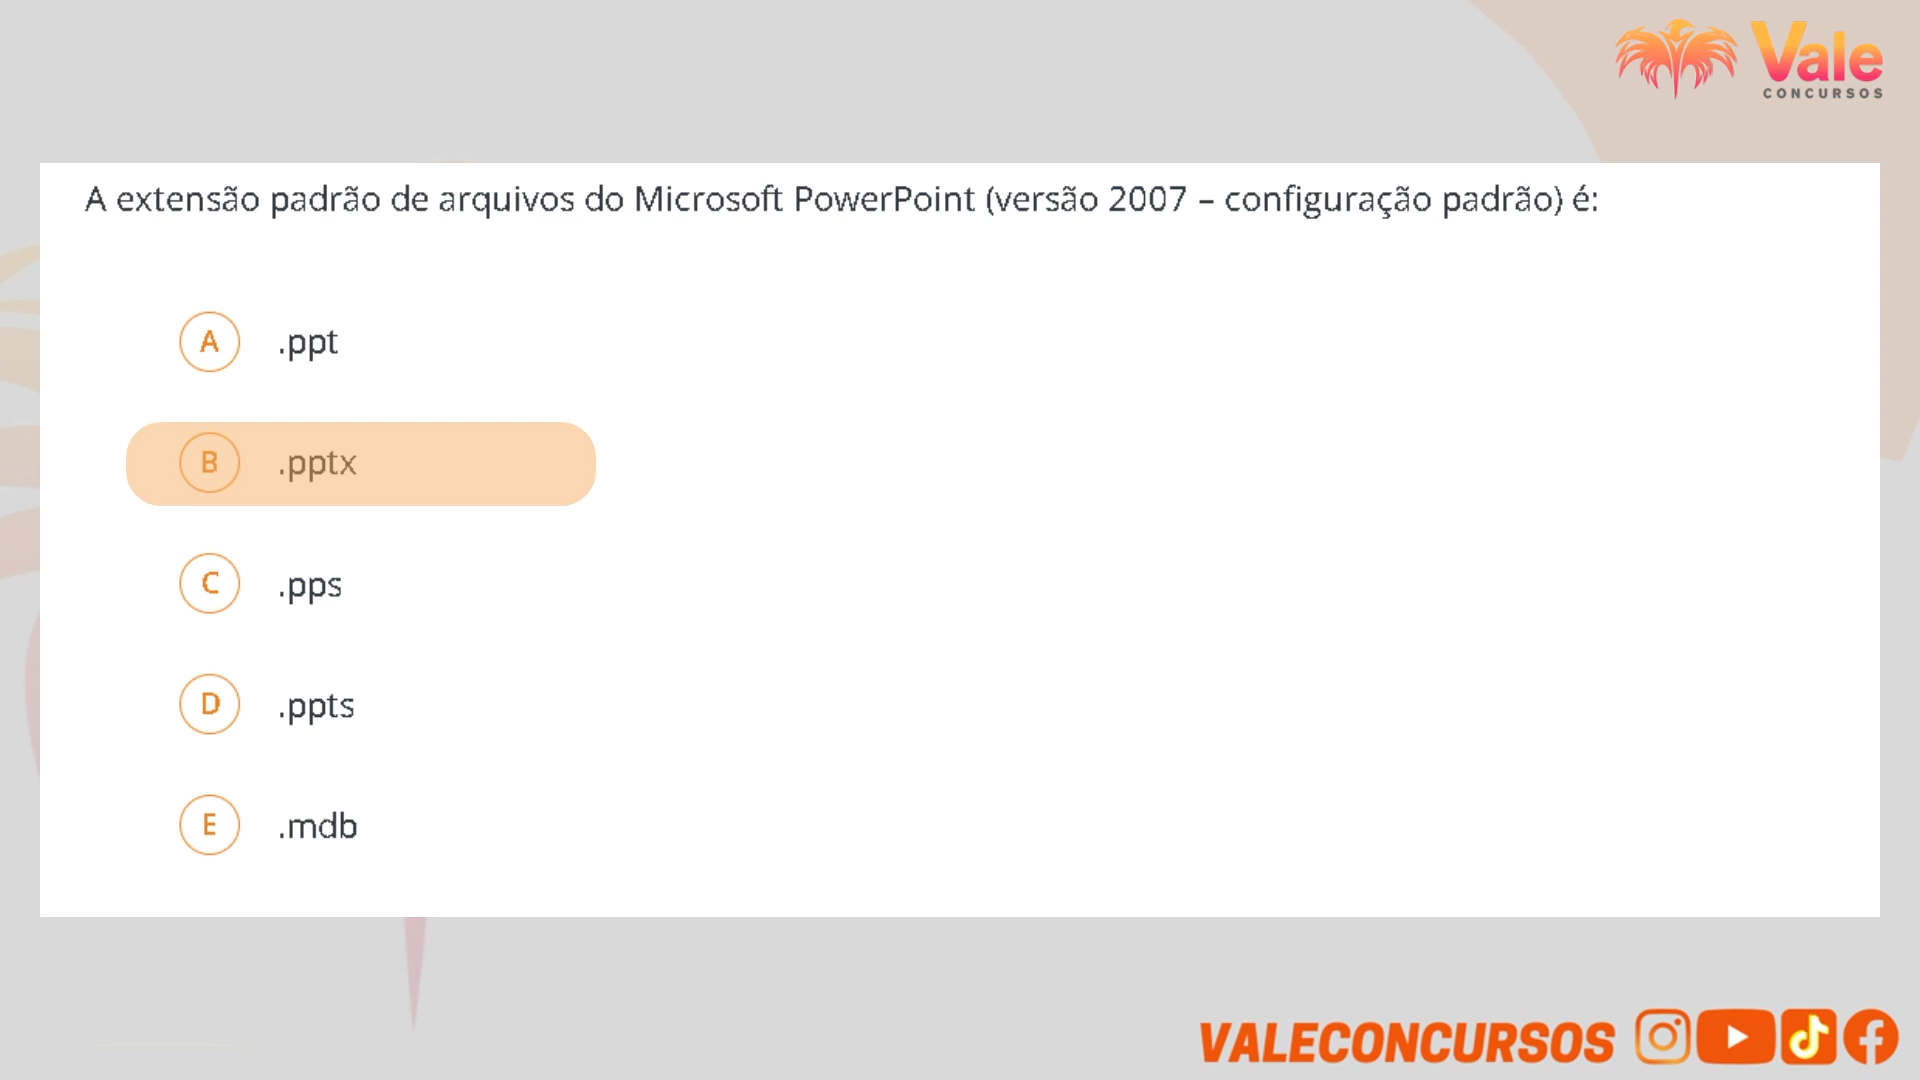 Vale
CONCURSOS
A extensão padrão de arquivos do Microsoft PowerPoint (versão 2007 – configuração padrão) é:
A .ppt
B .pptx
C .pps
D .ppts
E .mdb
VALECONCURSOS